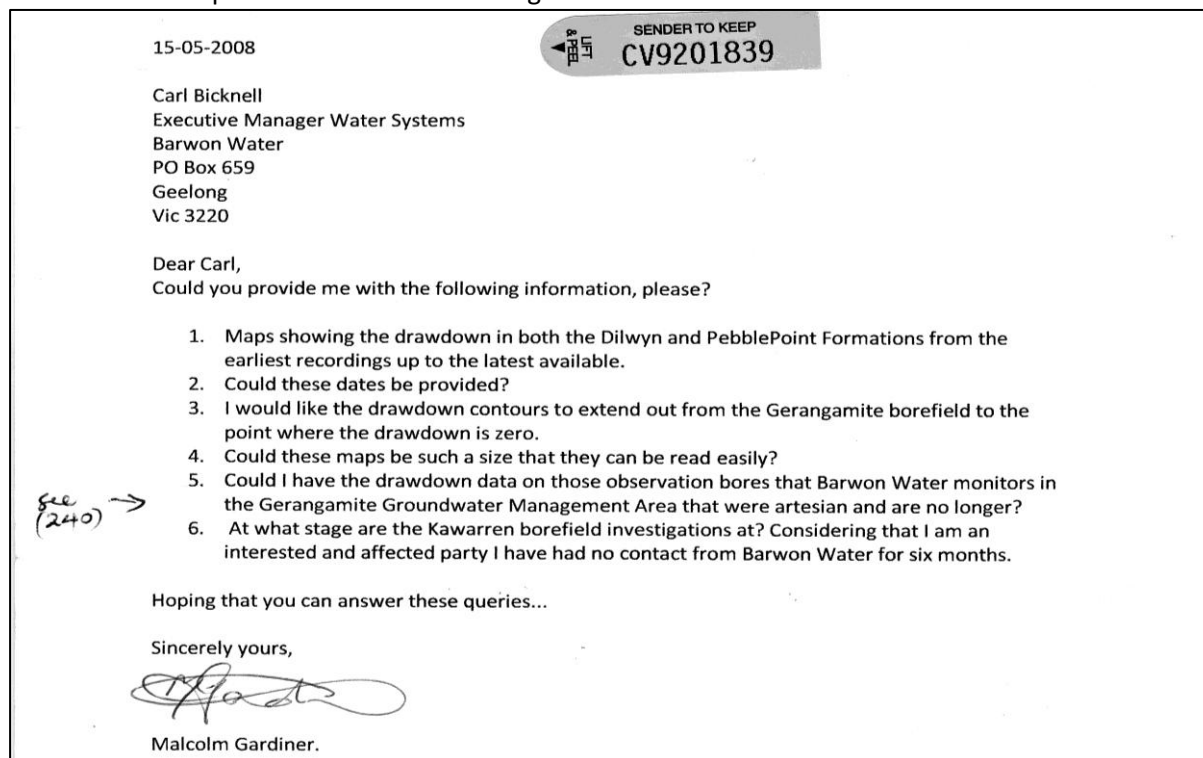 15-05-2008
SENDER TO KEEP
LIFT
& PEEL
CV9201839
Carl Bicknell
Executive Manager Water Systems
Barwon Water
PO Box 659
Geelong
Vic 3220
Dear Carl,
Could you provide me with the following information, please?
1. Maps showing the drawdown in both the Dilwyn and PebblePoint Formations from the
earliest recordings up to the latest available.
2. Could these dates be provided?
3. I would like the drawdown contours to extend out from the Gerangamite borefield to the
point where the drawdown is zero.
4. Could these maps be such a size that they can be read easily?
5. Could I have the drawdown data on those observation bores that Barwon Water monitors in
the Gerangamite Groundwater Management Area that were artesian and are no longer?
see →
(240)
6. At what stage are the Kawarren borefield investigations at? Considering that I am an
interested and affected party I have had no contact from Barwon Water for six months.
Hoping that you can answer these queries...
Sincerely yours,
Malcolm Gardiner.